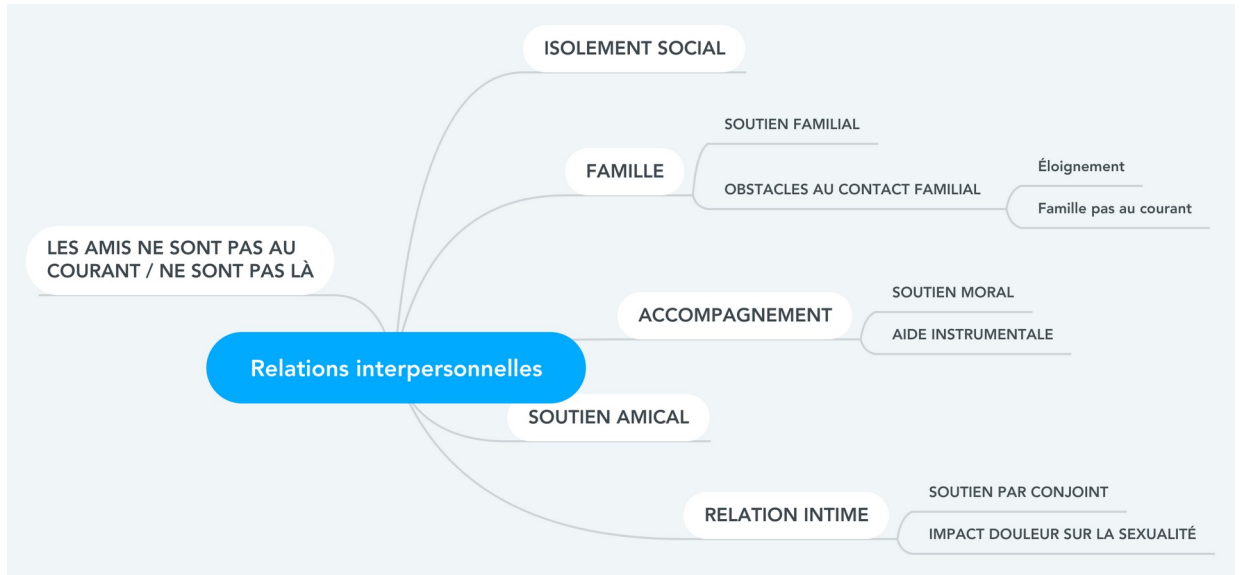 ISOLEMENT SOCIAL
SOUTIEN FAMILIAL
FAMILLE
OBSTACLES AU CONTACT FAMILIAL
Éloignement
Famille pas au courant
LES AMIS NE SONT PAS AU
COURANT / NE SONT PAS LÀ
ACCOMPAGNEMENT
SOUTIEN MORAL
AIDE INSTRUMENTALE
Relations interpersonnelles
SOUTIEN AMICAL
RELATION INTIME
SOUTIEN PAR CONJOINT
IMPACT DOULEUR SUR LA SEXUALITÉ